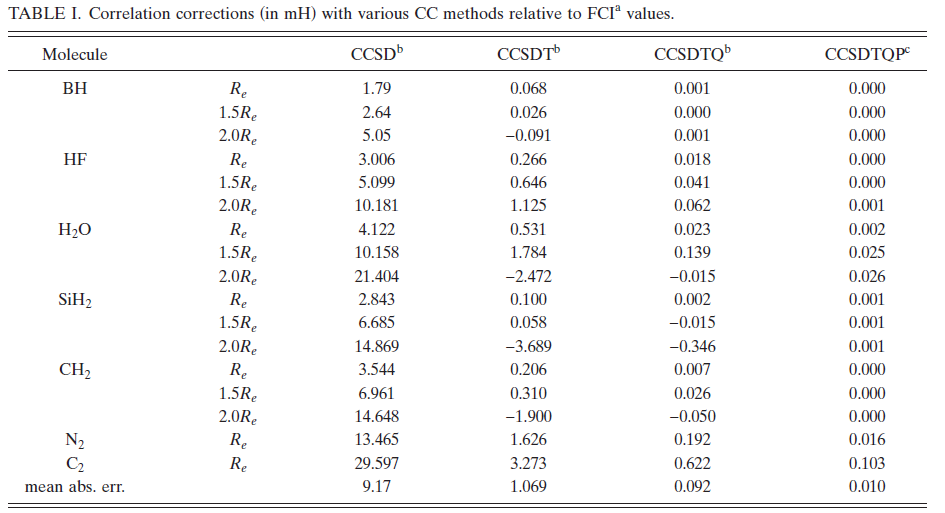 TABLE I. Correlation corrections (in mH) with various CC methods relative to FCIᵃ values.
Molecule CCSDᵇ CCSDTᵇ CCSDTQᵇ CCSDTQPᶜ
BH Rₑ 1.79 0.068 0.001 0.000
1.5Rₑ 2.64 0.026 0.000 0.000
2.0Rₑ 5.05 −0.091 0.001 0.000
HF Rₑ 3.006 0.266 0.018 0.000
1.5Rₑ 5.099 0.646 0.041 0.000
2.0Rₑ 10.181 1.125 0.062 0.001
H₂O Rₑ 4.122 0.531 0.023 0.002
1.5Rₑ 10.158 1.784 0.139 0.025
2.0Rₑ 21.404 −2.472 −0.015 0.026
SiH₂ Rₑ 2.843 0.100 0.002 0.001
1.5Rₑ 6.685 0.058 −0.015 0.001
2.0Rₑ 14.869 −3.689 −0.346 0.001
CH₂ Rₑ 3.544 0.206 0.007 0.000
1.5Rₑ 6.961 0.310 0.026 0.000
2.0Rₑ 14.648 −1.900 −0.050 0.000
N₂ Rₑ 13.465 1.626 0.192 0.016
C₂ Rₑ 29.597 3.273 0.622 0.103
mean abs. err. 9.17 1.069 0.092 0.010